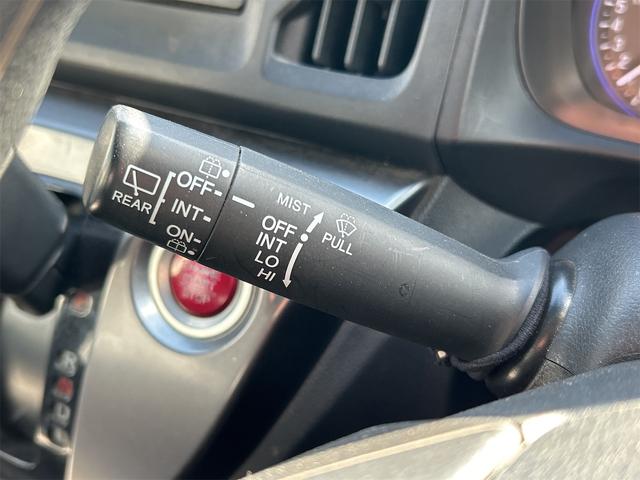 REAR
OFF
INT
ON
MIST
OFF
INT
LO
HI
PULL